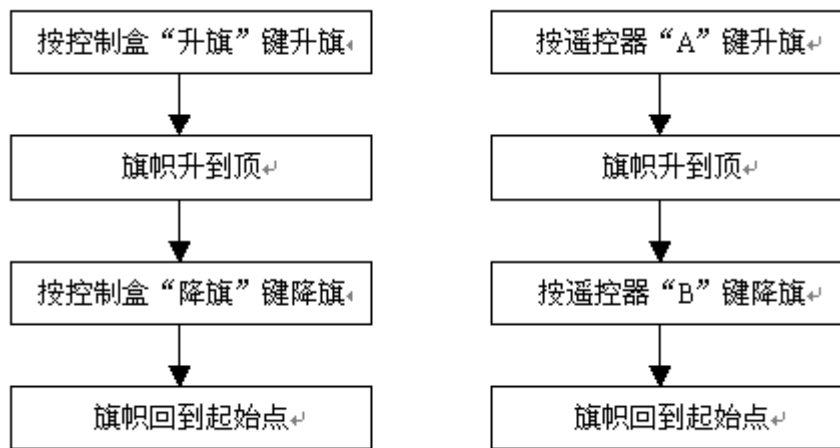 按控制盒“升旗”键升旗
旗帜升到顶
按控制盒“降旗”键降旗
旗帜回到起始点
按遥控器“A”键升旗
旗帜升到顶
按遥控器“B”键降旗
旗帜回到起始点